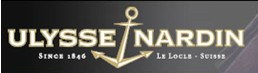 ULYSSE NARDIN
SINCE 1846 LE LOCLE - SUISSE